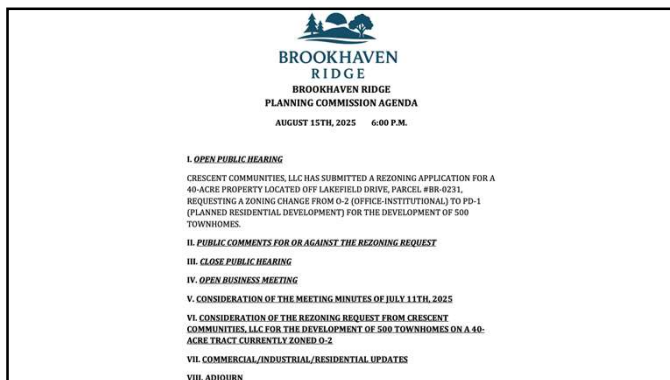 BROOKHAVEN
RIDGE
BROOKHAVEN RIDGE
PLANNING COMMISSION AGENDA
AUGUST 15TH, 2025 6:00 P.M.
I. OPEN PUBLIC HEARING
CRESCENT COMMUNITIES, LLC HAS SUBMITTED A REZONING APPLICATION FOR A
40-ACRE PROPERTY LOCATED OFF LAKEFIELD DRIVE, PARCEL #BR-0231,
REQUESTING A ZONING CHANGE FROM O-2 (OFFICE-INSTITUTIONAL) TO PD-1
(PLANNED RESIDENTIAL DEVELOPMENT) FOR THE DEVELOPMENT OF 500
TOWNHOMES.
II. PUBLIC COMMENTS FOR OR AGAINST THE REZONING REQUEST
III. CLOSE PUBLIC HEARING
IV. OPEN BUSINESS MEETING
V. CONSIDERATION OF THE MEETING MINUTES OF JULY 11TH, 2025
VI. CONSIDERATION OF THE REZONING REQUEST FROM CRESCENT
COMMUNITIES, LLC FOR THE DEVELOPMENT OF 500 TOWNHOMES ON A 40-
ACRE TRACT CURRENTLY ZONED O-2
VII. COMMERCIAL/INDUSTRIAL/RESIDENTIAL UPDATES
VIII. ADJOURN